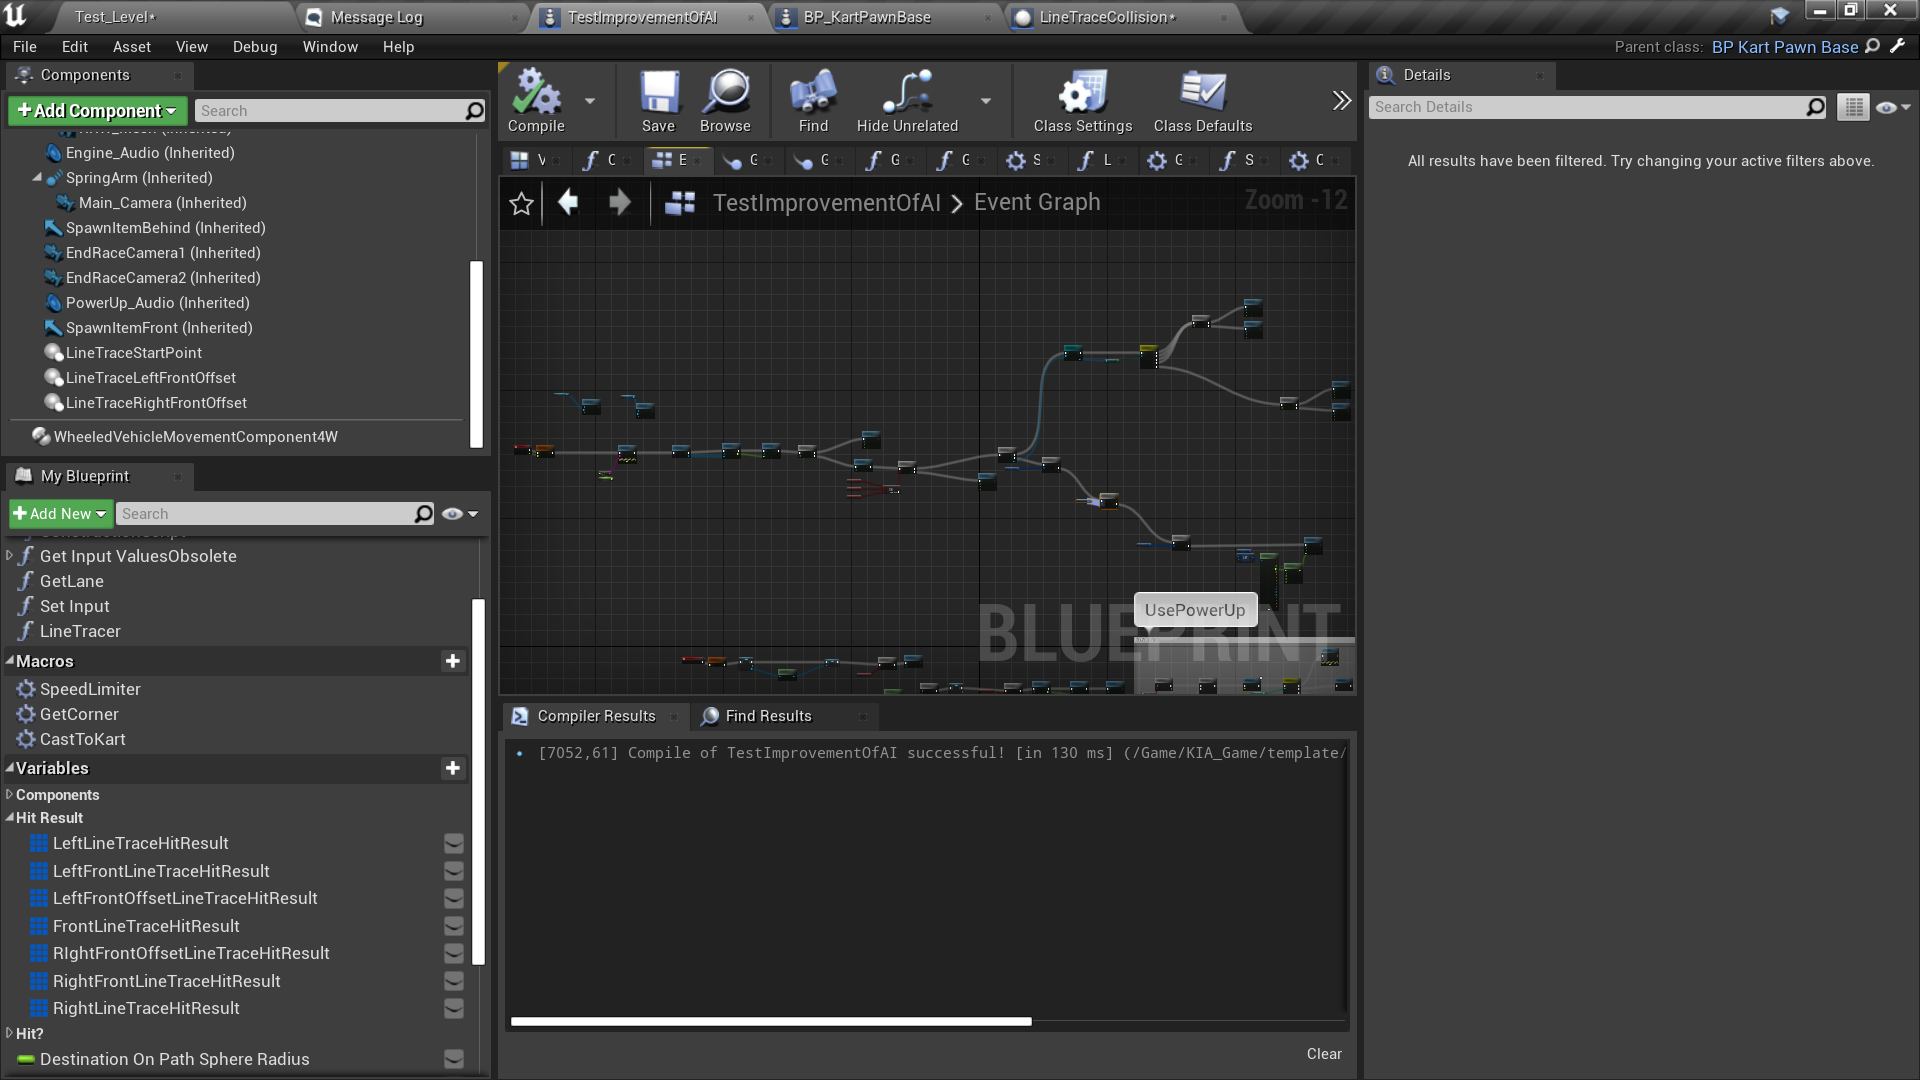 Test_Level*
Message Log
TestImprovementOfAI
BP_KartPawnBase
LineTraceCollision*
File Edit Asset View Debug Window Help
Parent class: BP Kart Pawn Base
Components
Add Component
Search
Engine_Audio (Inherited)
SpringArm (Inherited)
Main_Camera (Inherited)
SpawnItemBehind (Inherited)
EndRaceCamera1 (Inherited)
EndRaceCamera2 (Inherited)
PowerUp_Audio (Inherited)
SpawnItemFront (Inherited)
LineTraceStartPoint
LineTraceLeftFrontOffset
LineTraceRightFrontOffset
WheeledVehicleMovementComponent4W
My Blueprint
Add New
Search
Get Input ValuesObsolete
GetLane
Set Input
LineTracer
Macros
SpeedLimiter
GetCorner
CastToKart
Variables
Components
Hit Result
LeftLineTraceHitResult
LeftFrontLineTraceHitResult
LeftFrontOffsetLineTraceHitResult
FrontLineTraceHitResult
RIghtFrontOffsetLineTraceHitResult
RightFrontLineTraceHitResult
RightLineTraceHitResult
Hit?
Destination On Path Sphere Radius
Compile
Save
Browse
Find
Hide Unrelated
Class Settings
Class Defaults
V C E G C G G S L G S C
TestImprovementOfAI > Event Graph
Zoom -12
UsePowerUp
BLUEPRINT
Compiler Results
Find Results
[7052,61] Compile of TestImprovementOfAI successful! [in 130 ms] (/Game/KIA_Game/template/
Clear
Details
Search Details
All results have been filtered. Try changing your active filters above.